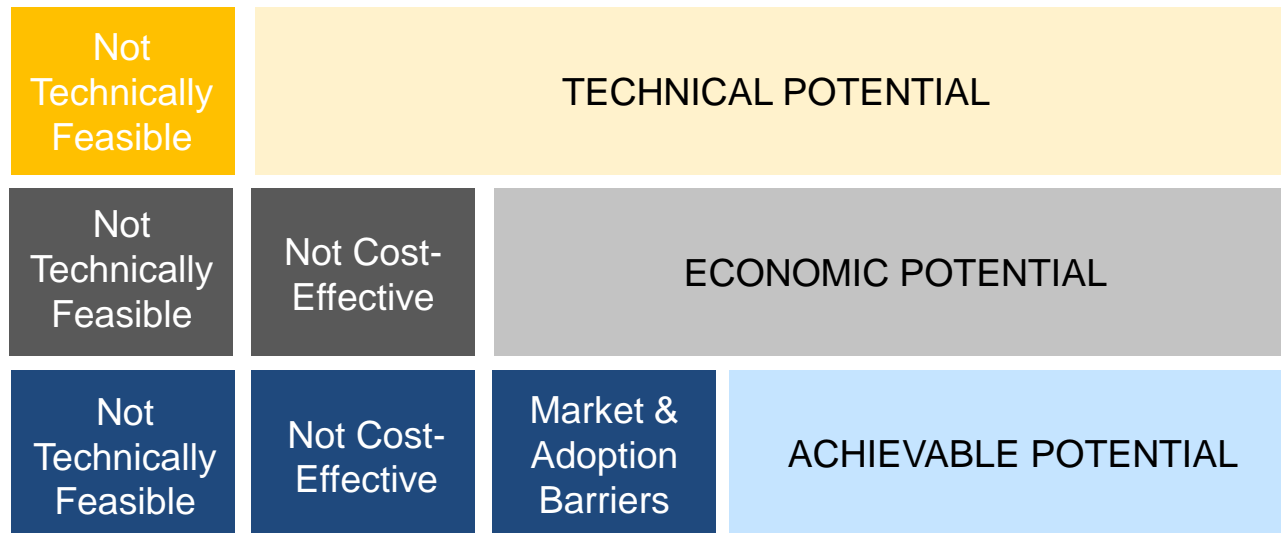 Not
Technically
Feasible
TECHNICAL POTENTIAL
Not
Technically
Feasible
Not Cost-
Effective
ECONOMIC POTENTIAL
Not
Technically
Feasible
Not Cost-
Effective
Market &
Adoption
Barriers
ACHIEVABLE POTENTIAL